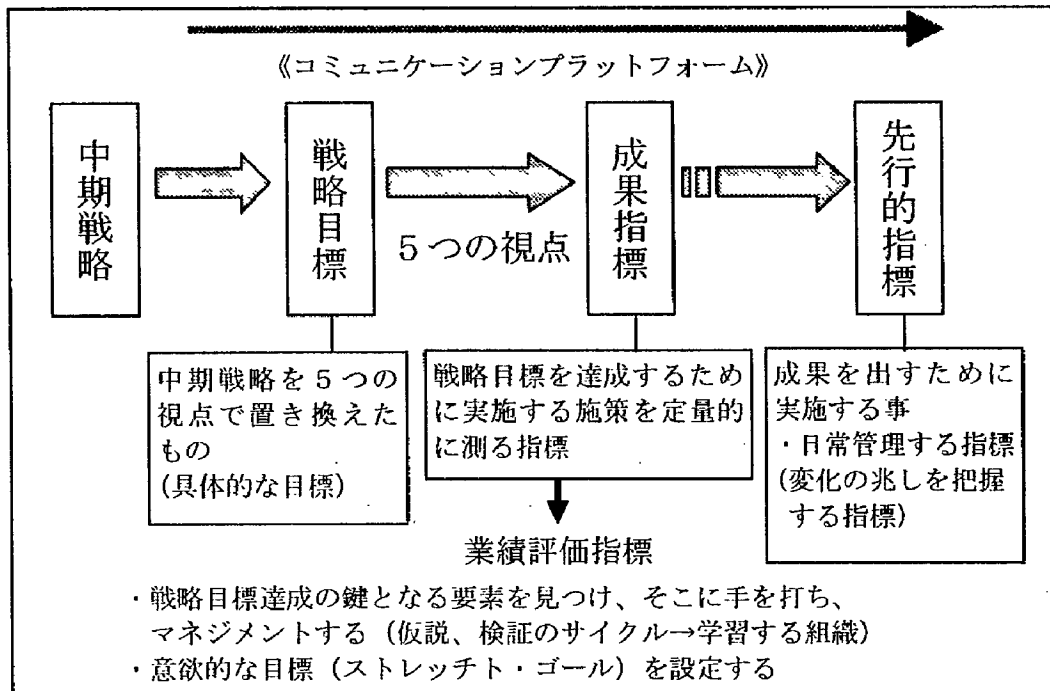 《コミュニケーションプラットフォーム》
中期戦略
戦略目標
5つの視点
成果指標
先行的指標
中期戦略を5つの
視点で置き換えた
もの
(具体的な目標)
戦略目標を達成するため
に実施する施策を定量的
に測る指標
成果を出すために
実施する事
・日常管理する指標
(変化の兆しを把握
する指標)
業績評価指標
・戦略目標達成の鍵となる要素を見つけ、そこに手を打ち、
マネジメントする（仮説、検証のサイクル→学習する組織）
・意欲的な目標（ストレッチト・ゴール）を設定する